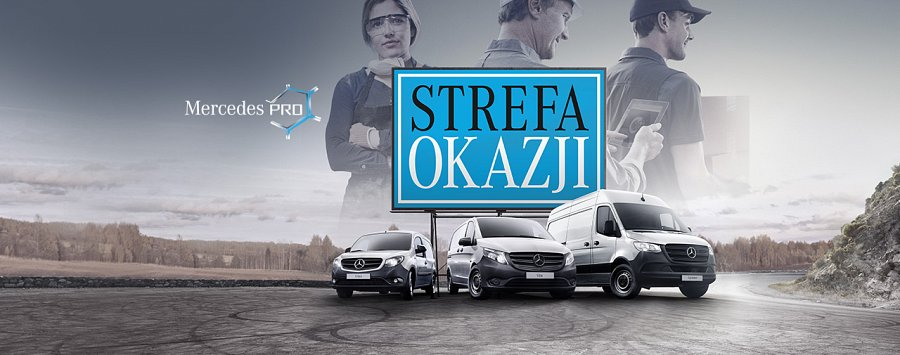 Mercedes PRO
STREFA
OKAZJI